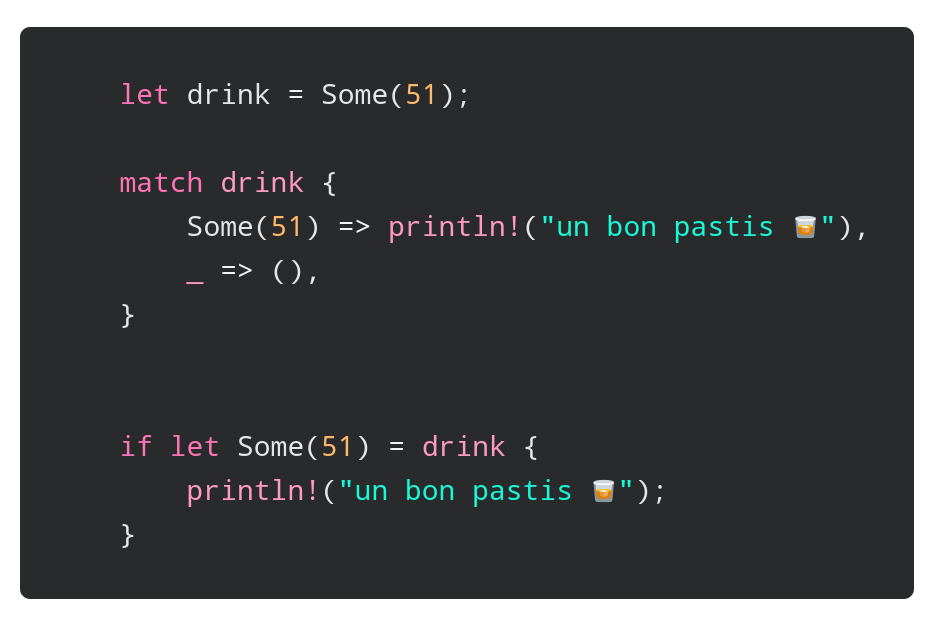 let drink = Some(51);
match drink {
    Some(51) => println!("un bon pastis 🥃"),
    _ => (),
}
if let Some(51) = drink {
    println!("un bon pastis 🥃");
}